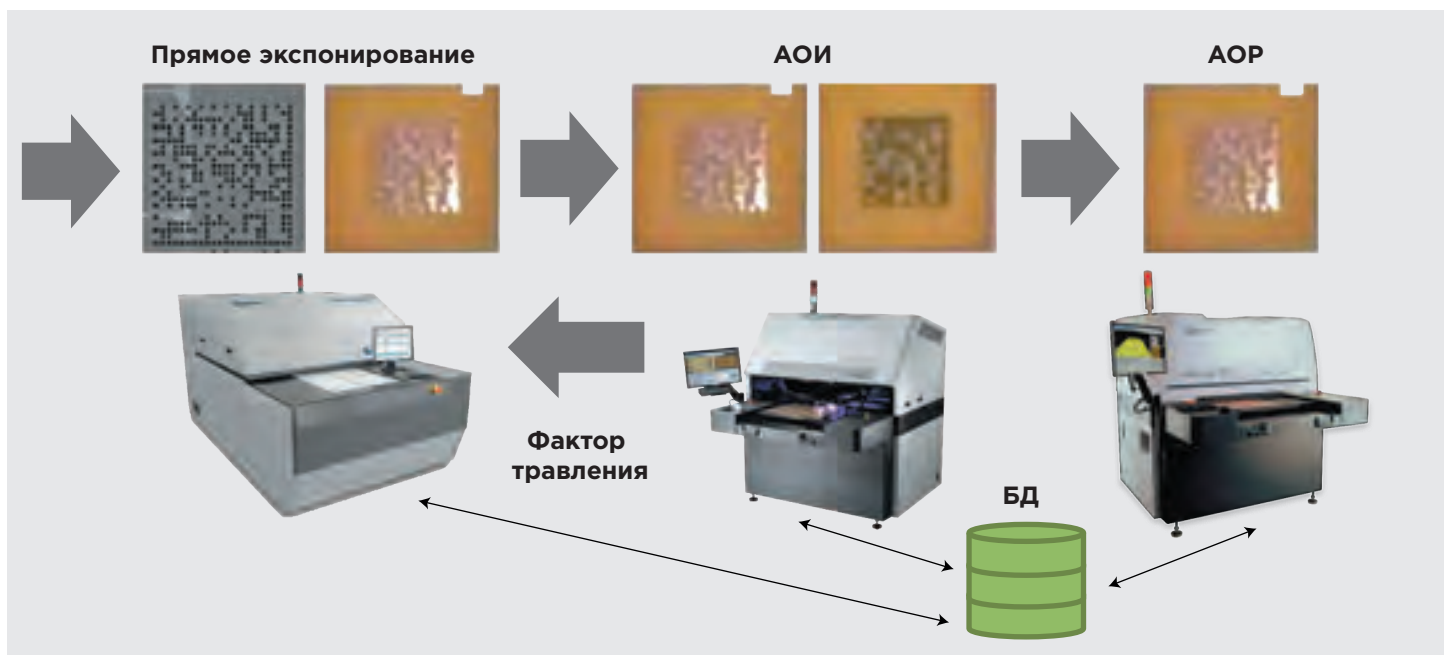 Прямое экспонирование
АОИ
АОР
Фактор
травления
БД